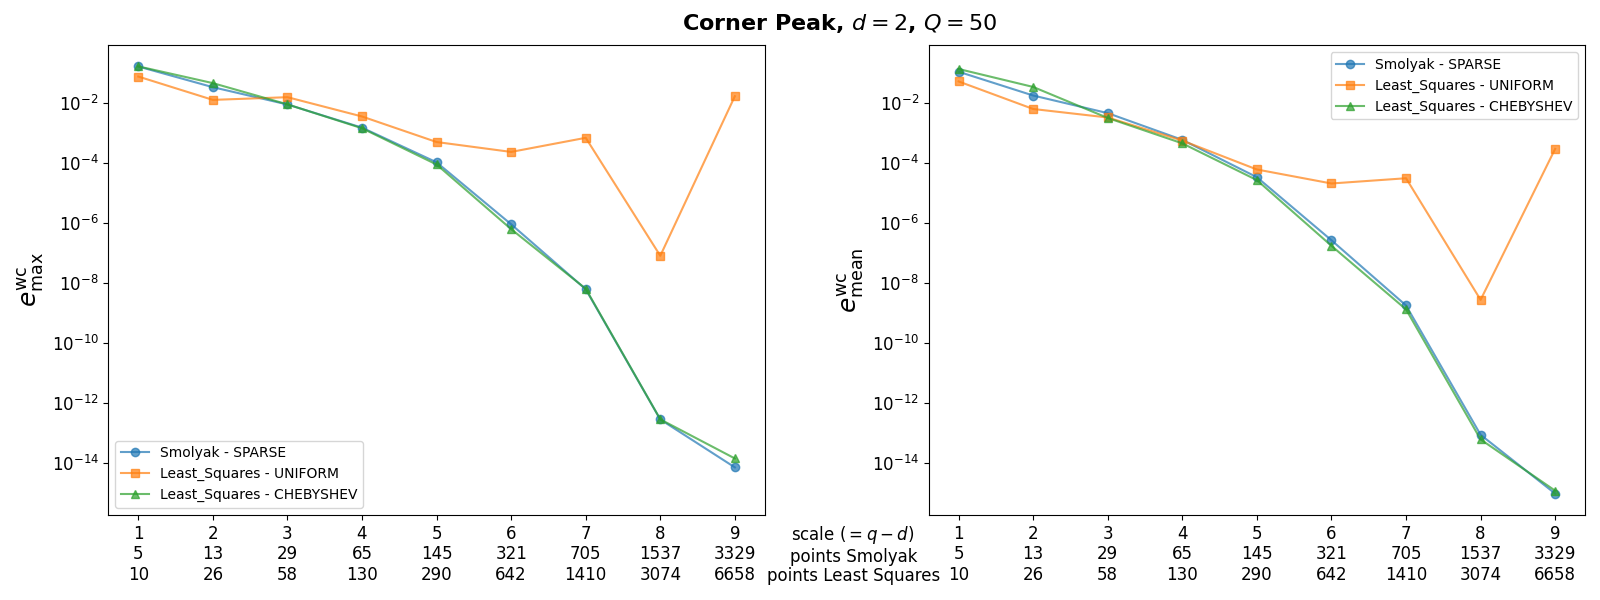 Corner Peak, d = 2, Q = 50
e^wc_max
10^−2
10^−4
10^−6
10^−8
10^−10
10^−12
10^−14
Smolyak - SPARSE
Least_Squares - UNIFORM
Least_Squares - CHEBYSHEV
e^wc_mean
10^−2
10^−4
10^−6
10^−8
10^−10
10^−12
10^−14
Smolyak - SPARSE
Least_Squares - UNIFORM
Least_Squares - CHEBYSHEV
1 2 3 4 5 6 7 8 9 scale (= q − d) 1 2 3 4 5 6 7 8 9
5 13 29 65 145 321 705 1537 3329 points Smolyak 5 13 29 65 145 321 705 1537 3329
10 26 58 130 290 642 1410 3074 6658 points Least Squares 10 26 58 130 290 642 1410 3074 6658